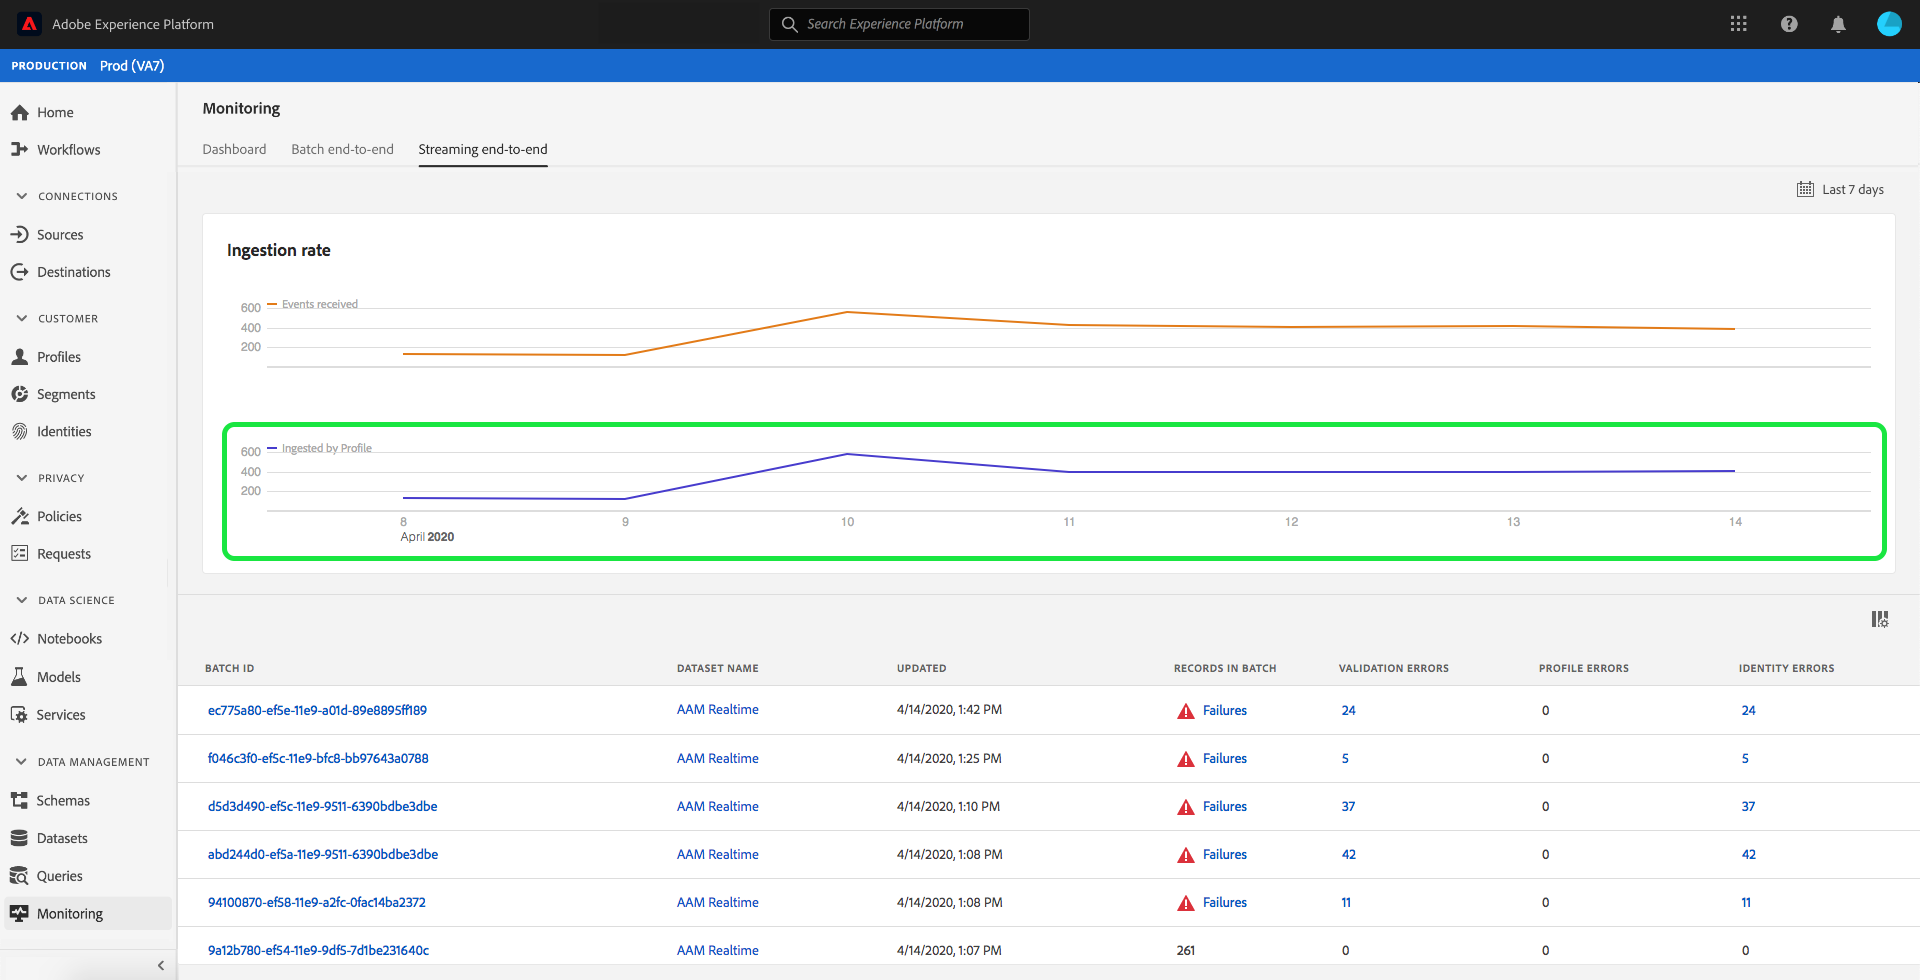 Adobe Experience Platform
Search Experience Platform
PRODUCTION Prod (VA7)
Home
Workflows
CONNECTIONS
Sources
Destinations
CUSTOMER
Profiles
Segments
Identities
PRIVACY
Policies
Requests
DATA SCIENCE
Notebooks
Models
Services
DATA MANAGEMENT
Schemas
Datasets
Queries
Monitoring
Monitoring
Dashboard Batch end-to-end Streaming end-to-end
Last 7 days
Ingestion rate
Events received
600
400
200
Ingested by Profile
600
400
200
8 9 10 11 12 13 14
April 2020
BATCH ID DATASET NAME UPDATED RECORDS IN BATCH VALIDATION ERRORS PROFILE ERRORS IDENTITY ERRORS
ec775a80-ef5e-11e9-a01d-89e8895ff189 AAM Realtime 4/14/2020, 1:42 PM Failures 24 0 24
f046c3f0-ef5c-11e9-bfc8-bb97643a0788 AAM Realtime 4/14/2020, 1:25 PM Failures 5 0 5
d5d3d490-ef5c-11e9-9511-6390bdbe3dbe AAM Realtime 4/14/2020, 1:10 PM Failures 37 0 37
abd244d0-ef5a-11e9-9511-6390bdbe3dbe AAM Realtime 4/14/2020, 1:08 PM Failures 42 0 42
94100870-ef58-11e9-a2fc-0fac14ba2372 AAM Realtime 4/14/2020, 1:08 PM Failures 11 0 11
9a12b780-ef54-11e9-9df5-7d1be231640c AAM Realtime 4/14/2020, 1:07 PM 261 0 0 0